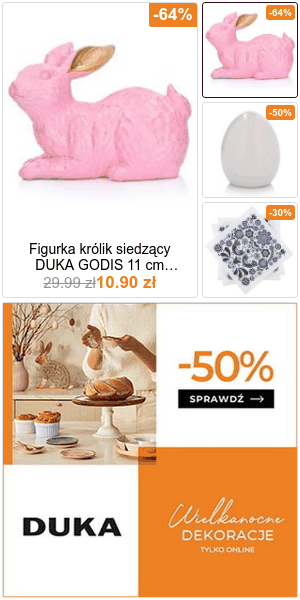 -64%
-64%
-50%
-30%
Figurka królik siedzący
DUKA GODIS 11 cm…
29.99 zł 10.90 zł
-50%
SPRAWDŹ →
DUKA
Wielkanocne
DEKORACJE
TYLKO ONLINE